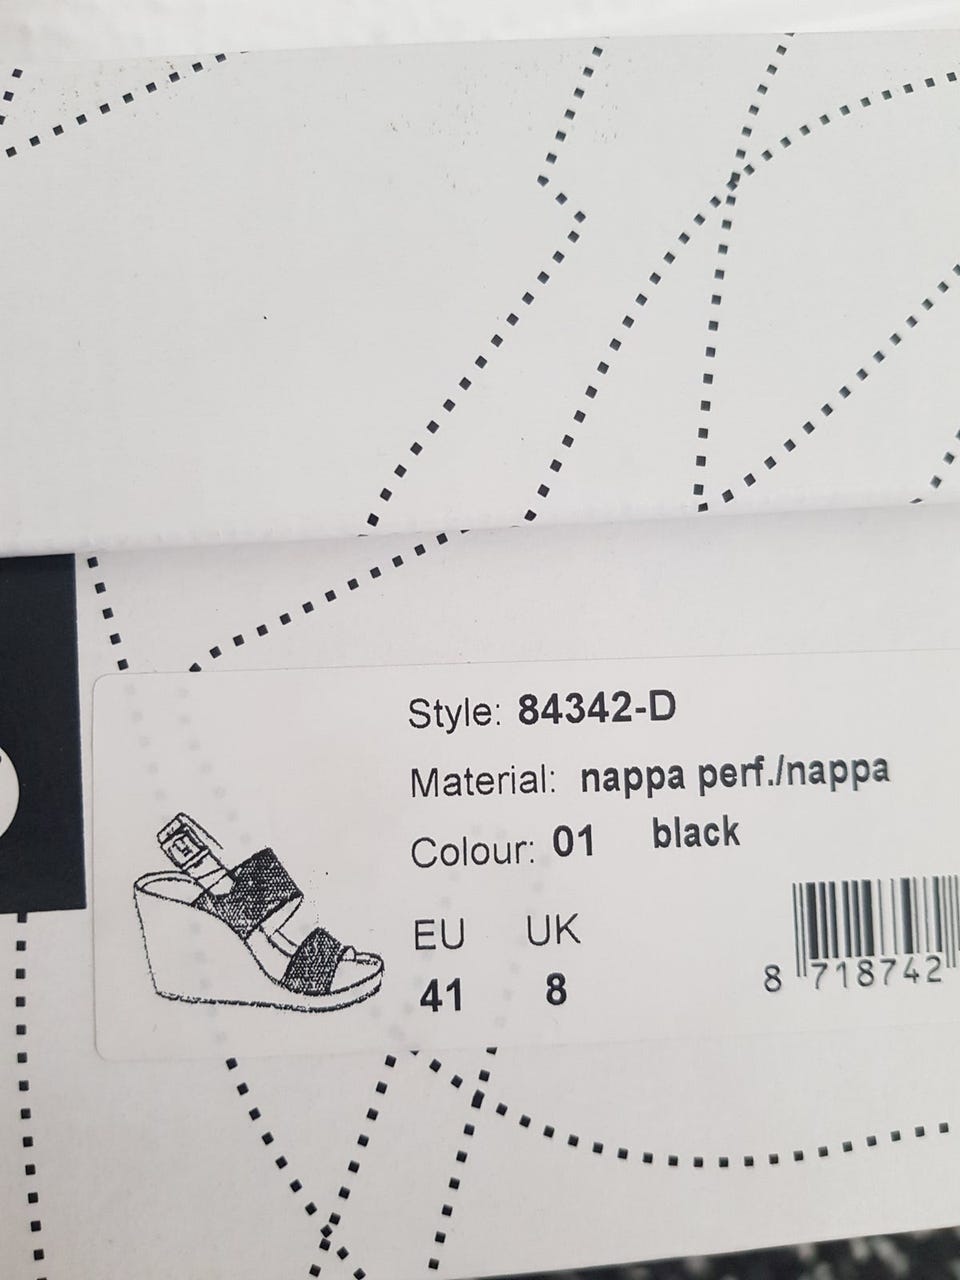 Style: 84342-D
Material: nappa perf./nappa
Colour: 01 black
EU UK
41 8
8 718742